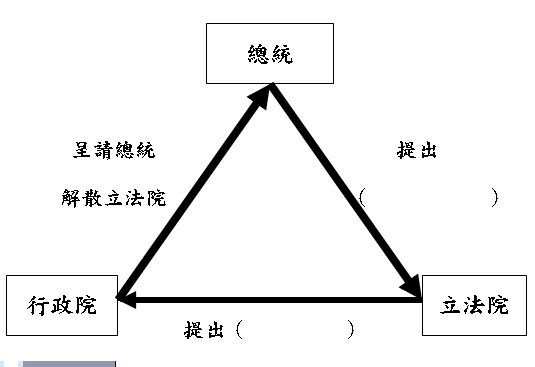 總統
呈請總統
解散立法院
提出
(　　　　　　)
行政院
立法院
提出(　　　　　)